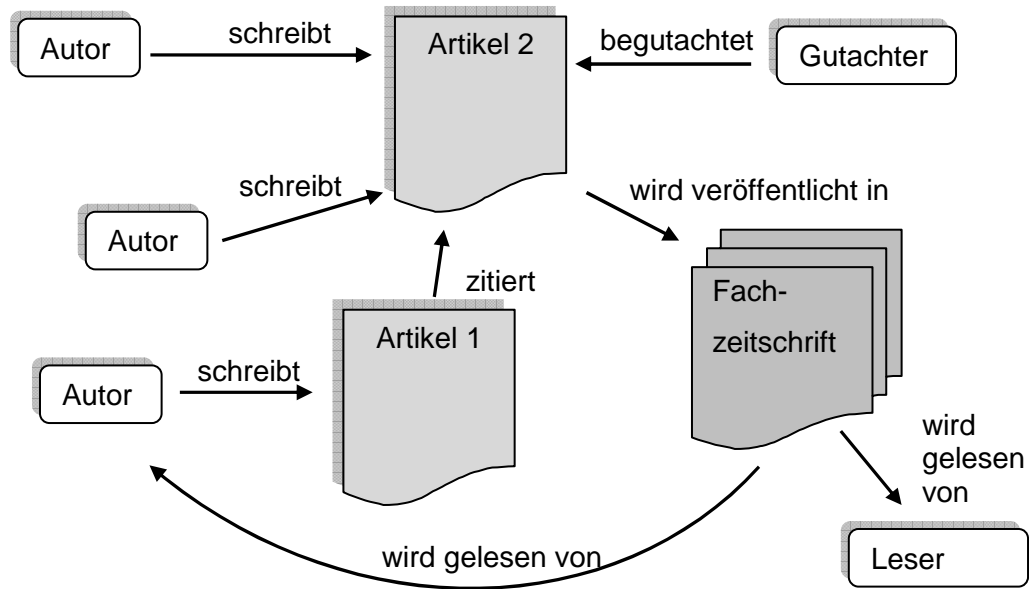 Autor
schreibt
Artikel 2
begutachtet
Gutachter
schreibt
Autor
wird veröffentlicht in
zitiert
Fach-
zeitschrift
Artikel 1
schreibt
Autor
wird
gelesen
von
wird gelesen von
Leser